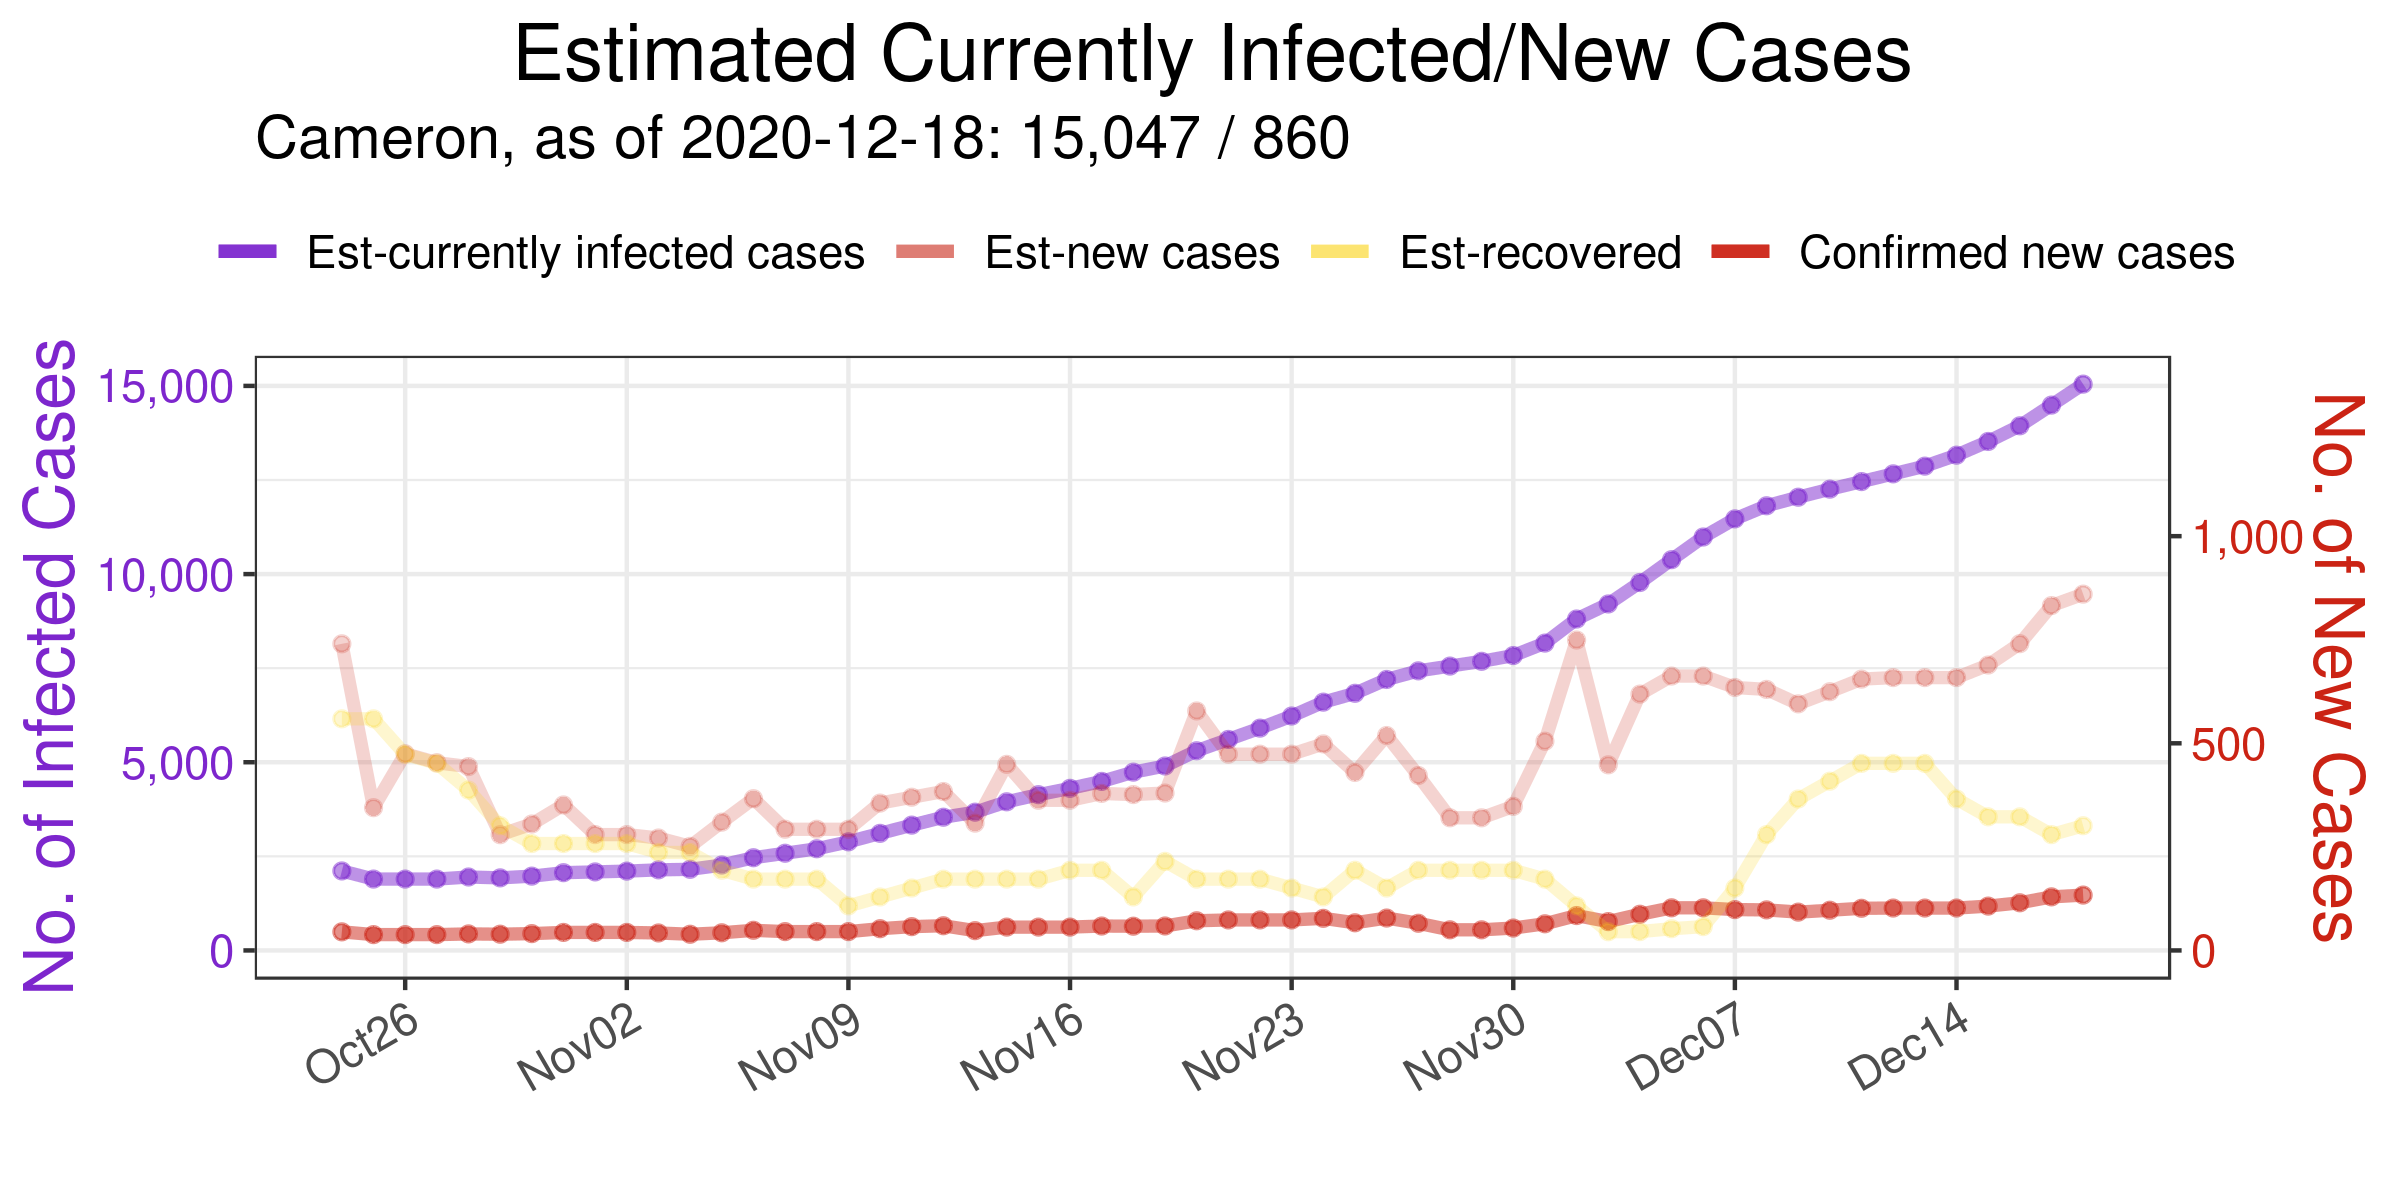 Estimated Currently Infected/New Cases
Cameron, as of 2020-12-18: 15,047 / 860
Est-currently infected cases Est-new cases Est-recovered Confirmed new cases
No. of Infected Cases
15,000
10,000
5,000
0
1,000
500
0
No. of New Cases
Oct26 Nov02 Nov09 Nov16 Nov23 Nov30 Dec07 Dec14